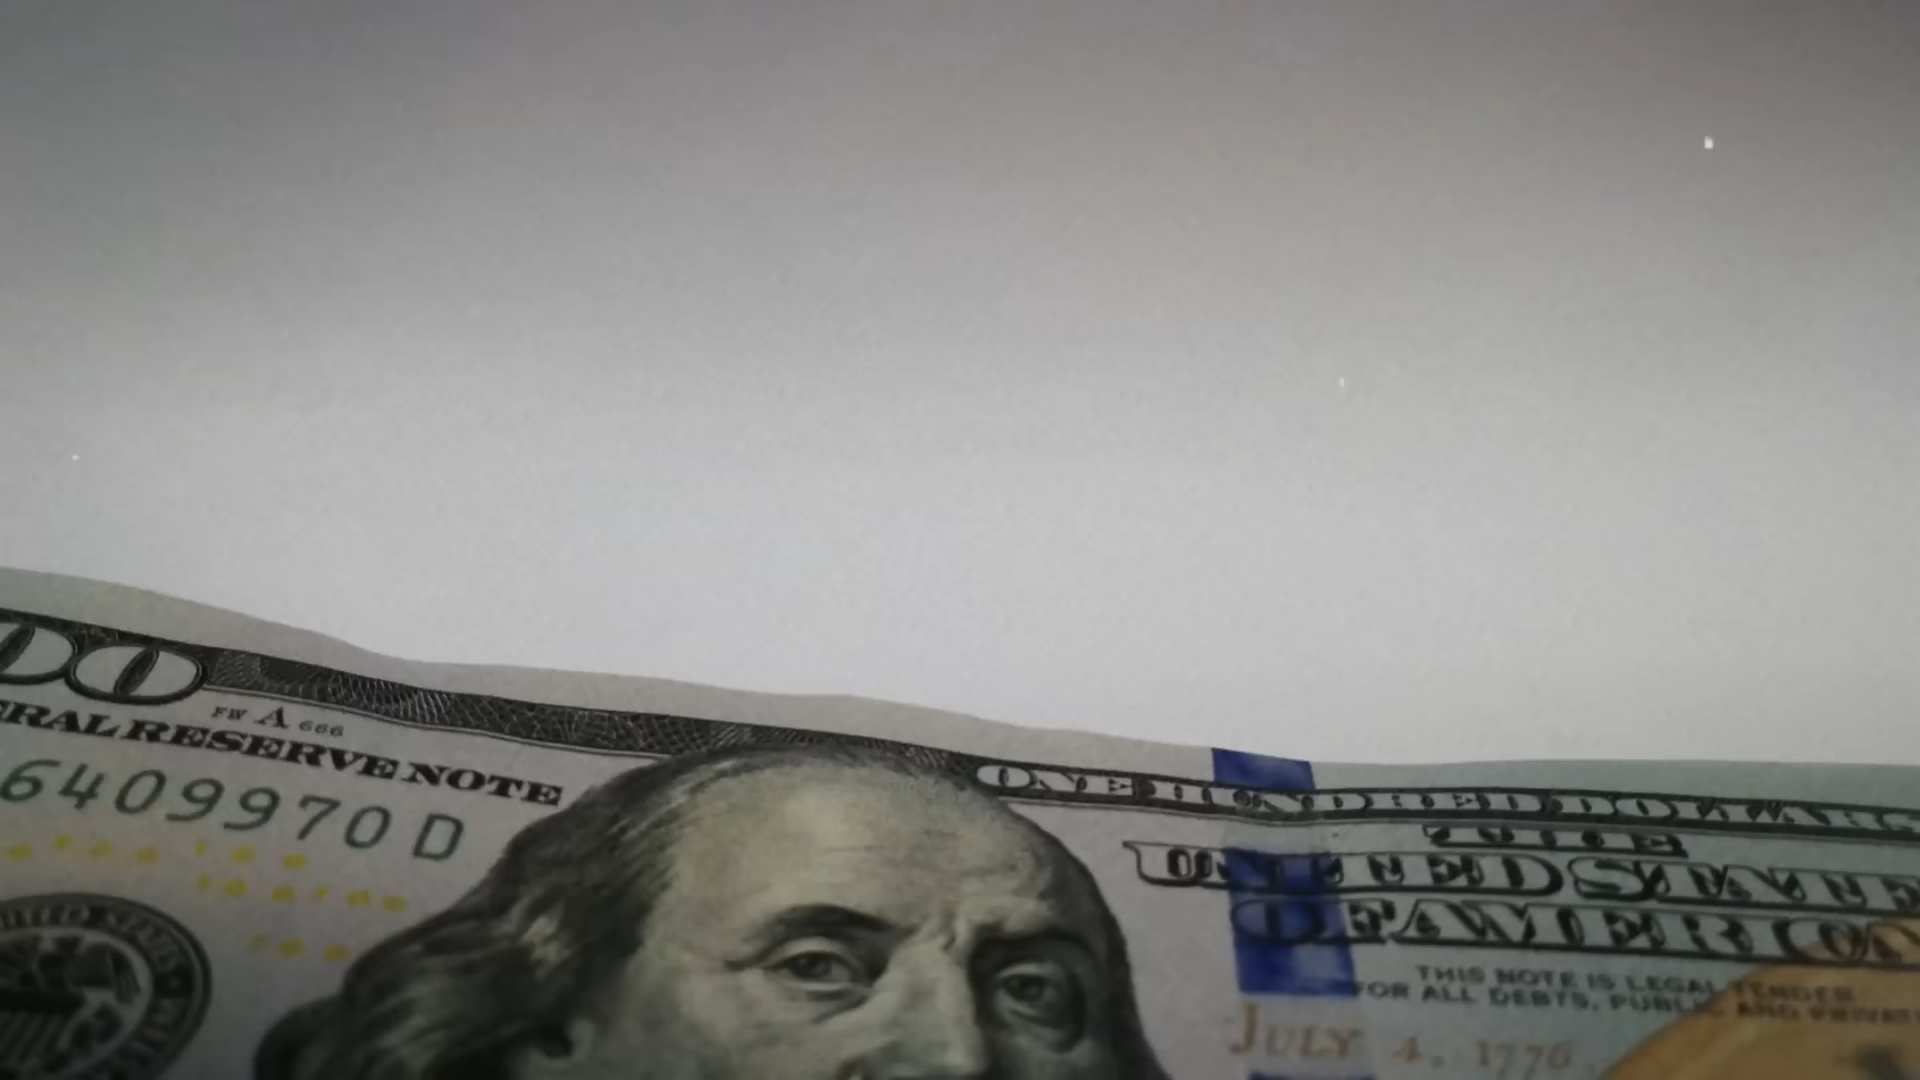 00
FW A 666
ERAL RESERVE NOTE
6409970 D
ONE HUNDRED DOLLARS
THE
UNITED STATES
OF AMERICA
THIS NOTE IS LEGAL TENDER
FOR ALL DEBTS, PUBLIC AND PRIVATE
JULY 4, 1776